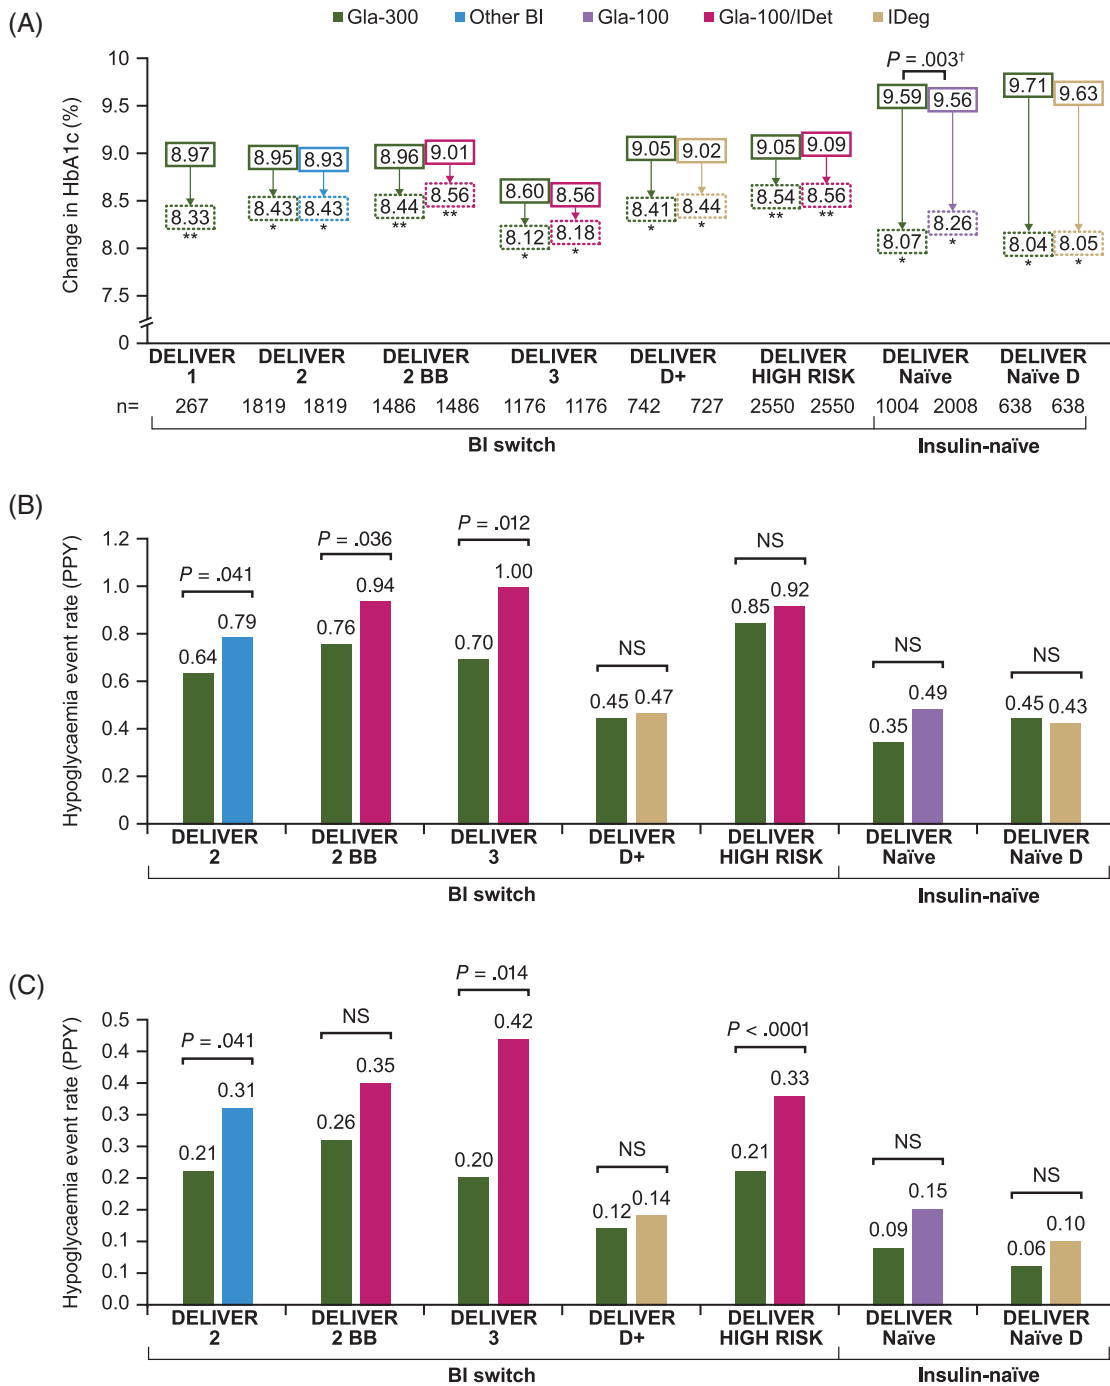 Gla-300 Other BI Gla-100 Gla-100/IDet IDeg
(A)
Change in HbA1c (%)
10
9.5
9.0
8.5
8.0
7.5
0
P = .003†
8.97 8.95 8.93 8.96 9.01 8.60 8.56 9.05 9.02 9.05 9.09 9.59 9.56 9.71 9.63
8.33 8.43 8.43 8.44 8.56 8.12 8.18 8.41 8.44 8.54 8.56 8.07 8.26 8.04 8.05
** * * ** ** * * * * ** ** * * * *
DELIVER DELIVER DELIVER DELIVER DELIVER DELIVER DELIVER DELIVER
1 2 2 BB 3 D+ HIGH RISK Naïve Naïve D
n= 267 1819 1819 1486 1486 1176 1176 742 727 2550 2550 1004 2008 638 638
BI switch Insulin-naïve
(B)
Hypoglycaemia event rate (PPY)
1.2
1.0
0.8
0.6
0.4
0.2
0
P = .041 P = .036 P = .012 NS NS NS NS
0.64 0.79 0.76 0.94 0.70 1.00 0.45 0.47 0.85 0.92 0.35 0.49 0.45 0.43
DELIVER DELIVER DELIVER DELIVER DELIVER DELIVER DELIVER
2 2 BB 3 D+ HIGH RISK Naïve Naïve D
BI switch Insulin-naïve
(C)
Hypoglycaemia event rate (PPY)
0.5
0.4
0.4
0.3
0.3
0.2
0.2
0.1
0.1
0.0
P = .041 NS P = .014 NS P < .0001 NS NS
0.21 0.31 0.26 0.35 0.20 0.42 0.12 0.14 0.21 0.33 0.09 0.15 0.06 0.10
DELIVER DELIVER DELIVER DELIVER DELIVER DELIVER DELIVER
2 2 BB 3 D+ HIGH RISK Naïve Naïve D
BI switch Insulin-naïve